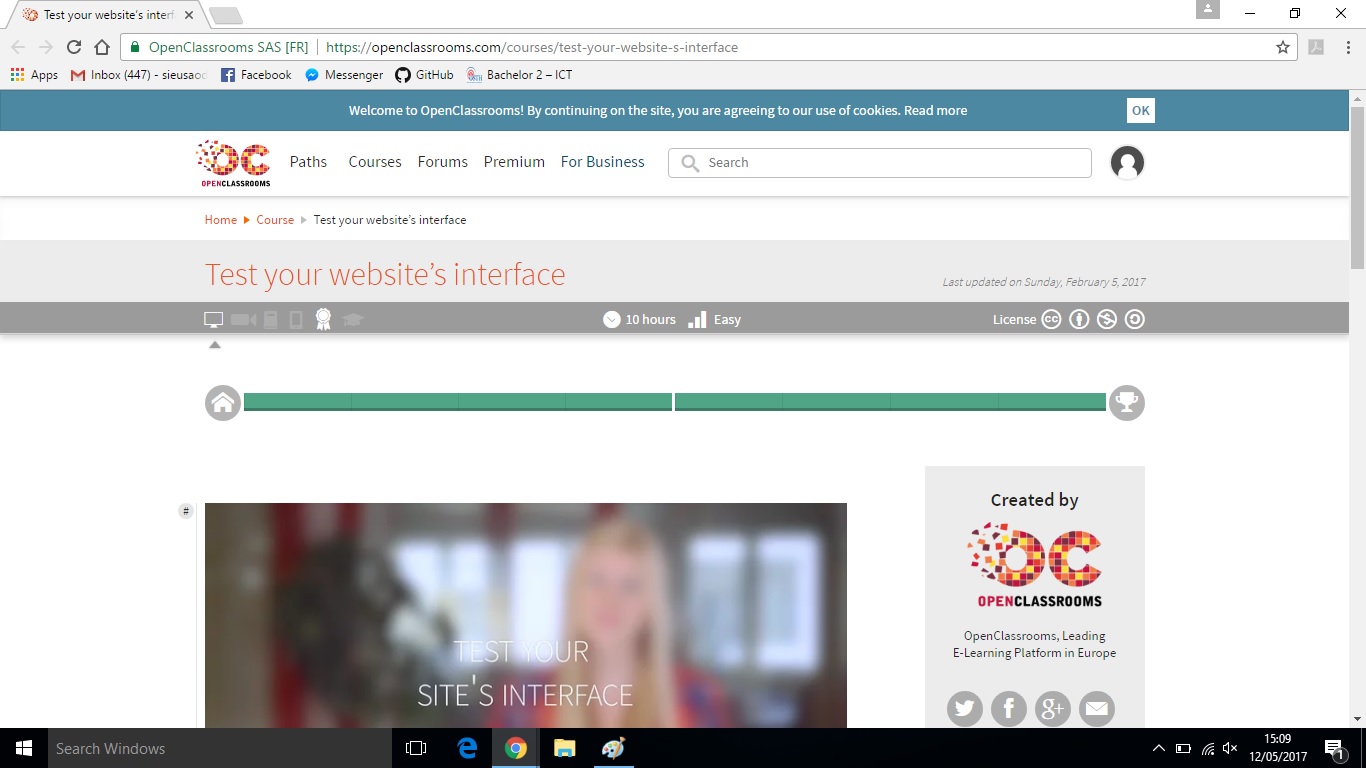 Test your website's interf
OpenClassrooms SAS [FR] https://openclassrooms.com/courses/test-your-website-s-interface
Apps Inbox (447) - sieusaoc Facebook Messenger GitHub Bachelor 2 – ICT
Welcome to OpenClassrooms! By continuing on the site, you are agreeing to our use of cookies. Read more OK
OC
OPENCLASSROOMS
Paths Courses Forums Premium For Business Search
Home Course Test your website's interface
Test your website's interface
Last updated on Sunday, February 5, 2017
10 hours Easy License cc
#
TEST YOUR
SITE'S INTERFACE
Created by
OC
OPENCLASSROOMS
OpenClassrooms, Leading
E-Learning Platform in Europe
g+
Search Windows
15:09
12/05/2017
1